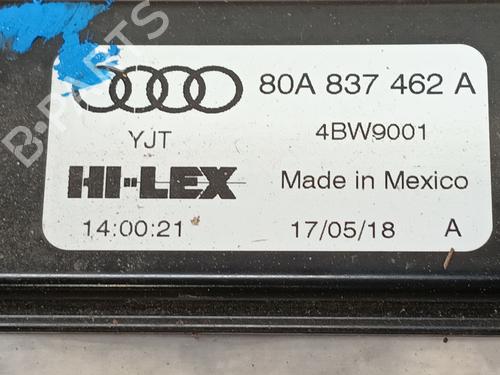 80A 837 462 A
YJT 4BW9001
HI-LEX Made in Mexico
14:00:21 17/05/18 A
B-PARTS